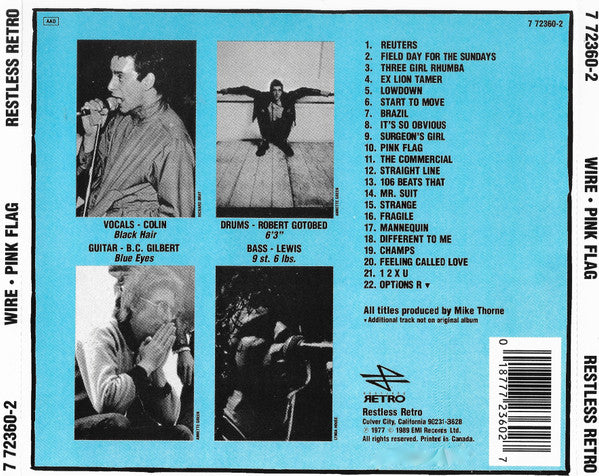 7 72360-2 WIRE • PINK FLAG RESTLESS RETRO
AAD
7 72360-2
VOCALS - COLIN
Black Hair
ANNETTE GREEN
DRUMS - ROBERT GOTOBED
6'3"
GUITAR - B.C. GILBERT
Blue Eyes
ANNETTE GREEN
BASS - LEWIS
9 st. 6 lbs.
1. REUTERS
2. FIELD DAY FOR THE SUNDAYS
3. THREE GIRL RHUMBA
4. EX LION TAMER
5. LOWDOWN
6. START TO MOVE
7. BRAZIL
8. IT'S SO OBVIOUS
9. SURGEON'S GIRL
10. PINK FLAG
11. THE COMMERCIAL
12. STRAIGHT LINE
13. 106 BEATS THAT
14. MR. SUIT
15. STRANGE
16. FRAGILE
17. MANNEQUIN
18. DIFFERENT TO ME
19. CHAMPS
20. FEELING CALLED LOVE
21. 1 2 X U
22. OPTIONS R ▾
All titles produced by Mike Thorne
▾ Additional track not on original album
RETRO
Restless Retro
Culver City, California 90231-3628
℗ 1977 © 1989 EMI Records Ltd.
All rights reserved. Printed in Canada.
0 18777 23602 7
7 72360-2 WIRE • PINK FLAG RESTLESS RETRO